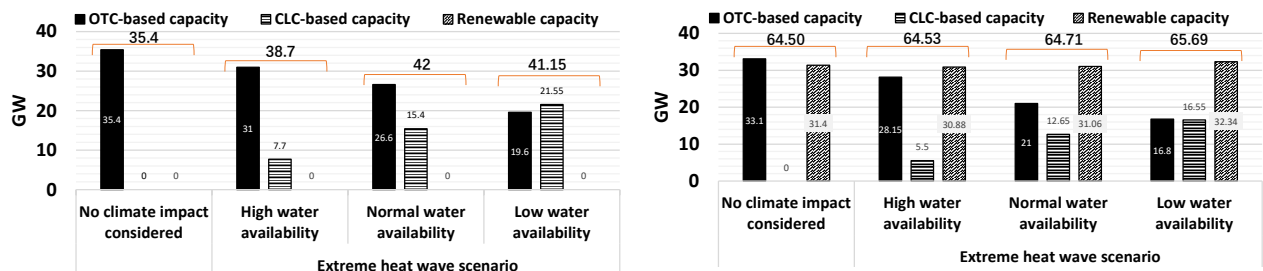 OTC-based capacity CLC-based capacity Renewable capacity
40
30
20
10
0
GW
35.4
38.7
42
41.15
35.4
0
0
31
7.7
0
26.6
15.4
0
19.6
21.55
0
No climate impact
considered
High water
availability
Normal water
availability
Low water
availability
Extreme heat wave scenario
OTC-based capacity CLC-based capacity Renewable capacity
40
30
20
10
0
GW
64.50
64.53
64.71
65.69
33.1
0
31.4
28.15
5.5
30.88
21
12.65
31.06
16.8
16.55
32.34
No climate impact
considered
High water
availability
Normal water
availability
Low water
availability
Extreme heat wave scenario